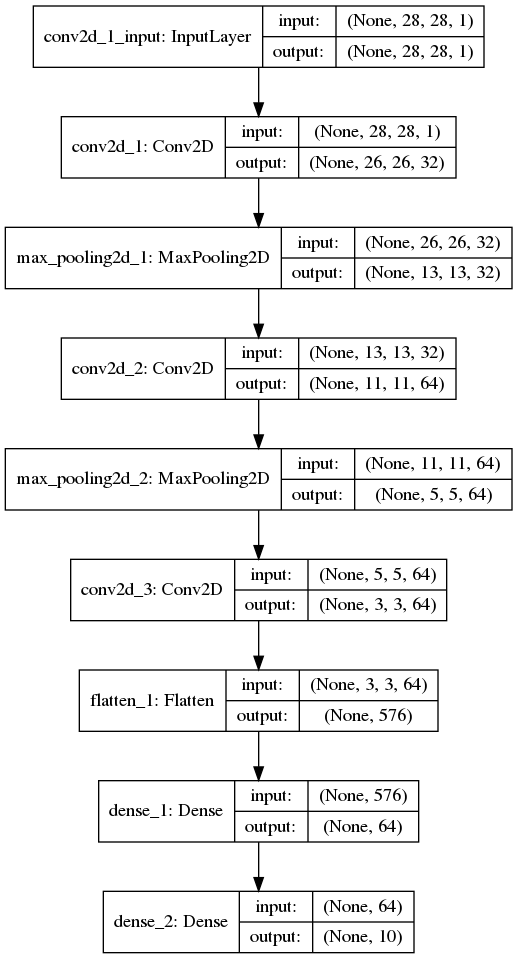 conv2d_1_input: InputLayer
input: (None, 28, 28, 1)
output: (None, 28, 28, 1)
conv2d_1: Conv2D
input: (None, 28, 28, 1)
output: (None, 26, 26, 32)
max_pooling2d_1: MaxPooling2D
input: (None, 26, 26, 32)
output: (None, 13, 13, 32)
conv2d_2: Conv2D
input: (None, 13, 13, 32)
output: (None, 11, 11, 64)
max_pooling2d_2: MaxPooling2D
input: (None, 11, 11, 64)
output: (None, 5, 5, 64)
conv2d_3: Conv2D
input: (None, 5, 5, 64)
output: (None, 3, 3, 64)
flatten_1: Flatten
input: (None, 3, 3, 64)
output: (None, 576)
dense_1: Dense
input: (None, 576)
output: (None, 64)
dense_2: Dense
input: (None, 64)
output: (None, 10)